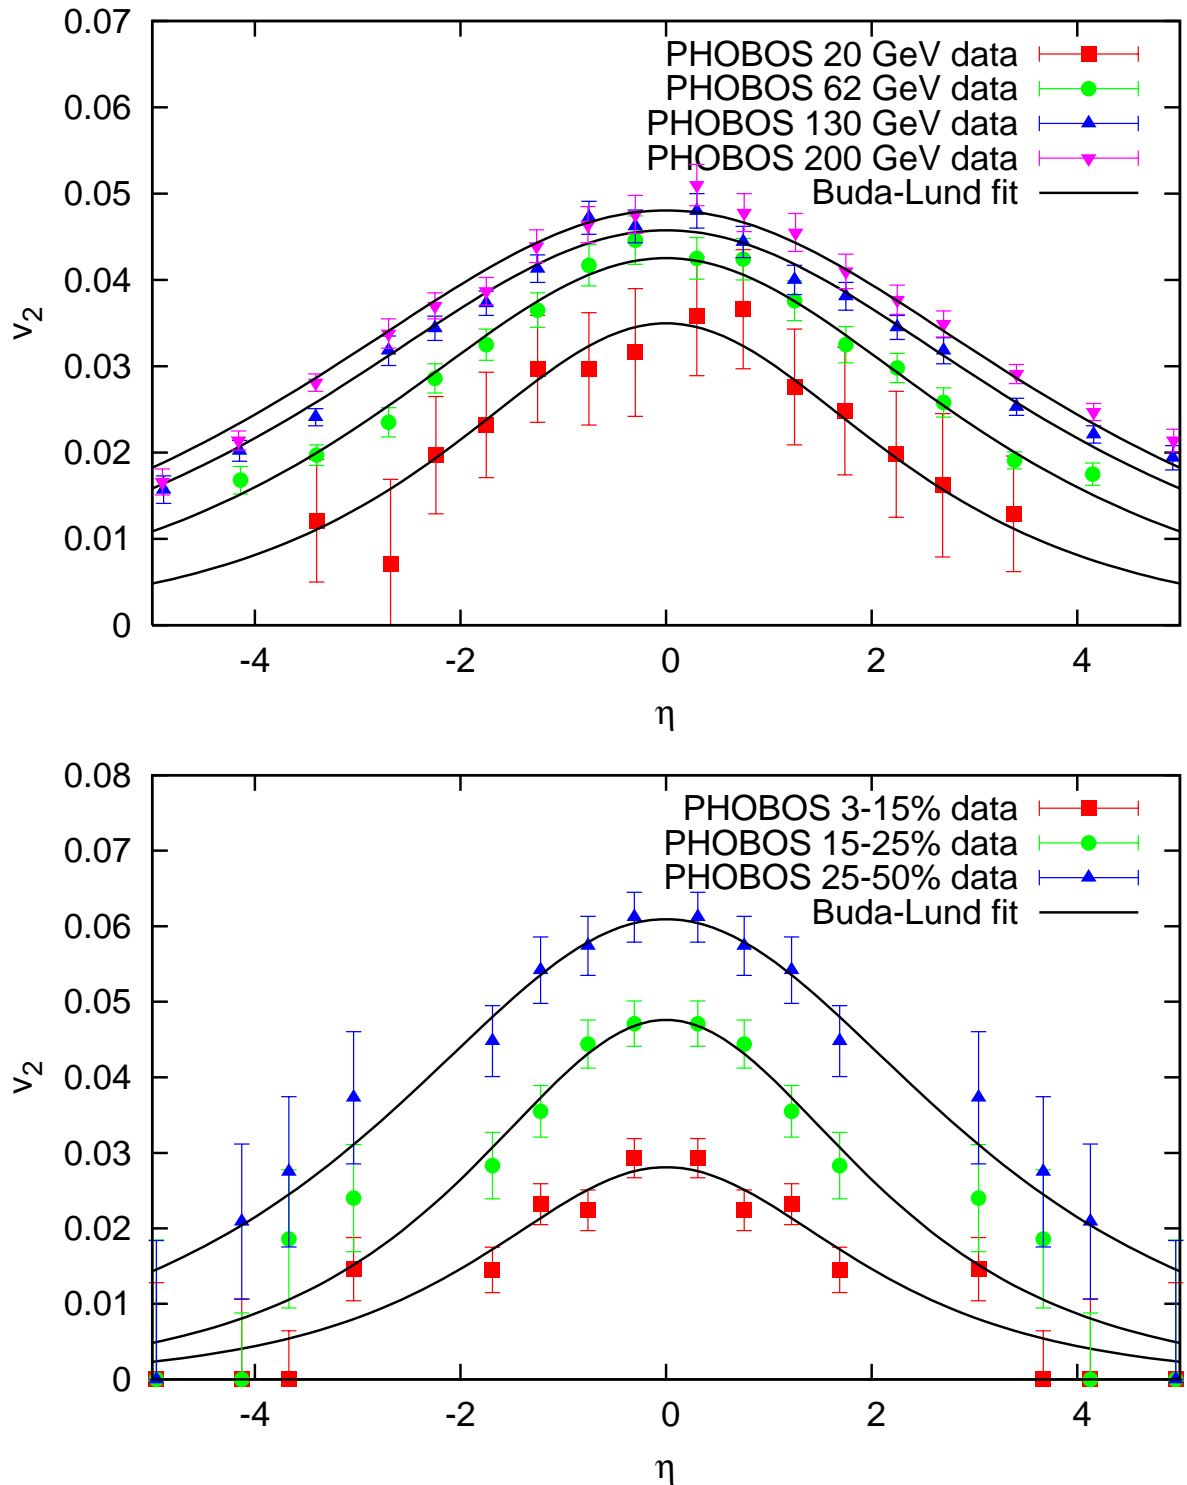 0.07
0.06
0.05
0.04
0.03
0.02
0.01
0
v2
PHOBOS 20 GeV data
PHOBOS 62 GeV data
PHOBOS 130 GeV data
PHOBOS 200 GeV data
Buda-Lund fit
-4 -2 0 2 4
η
0.08
0.07
0.06
0.05
0.04
0.03
0.02
0.01
0
v2
PHOBOS 3-15% data
PHOBOS 15-25% data
PHOBOS 25-50% data
Buda-Lund fit
-4 -2 0 2 4
η